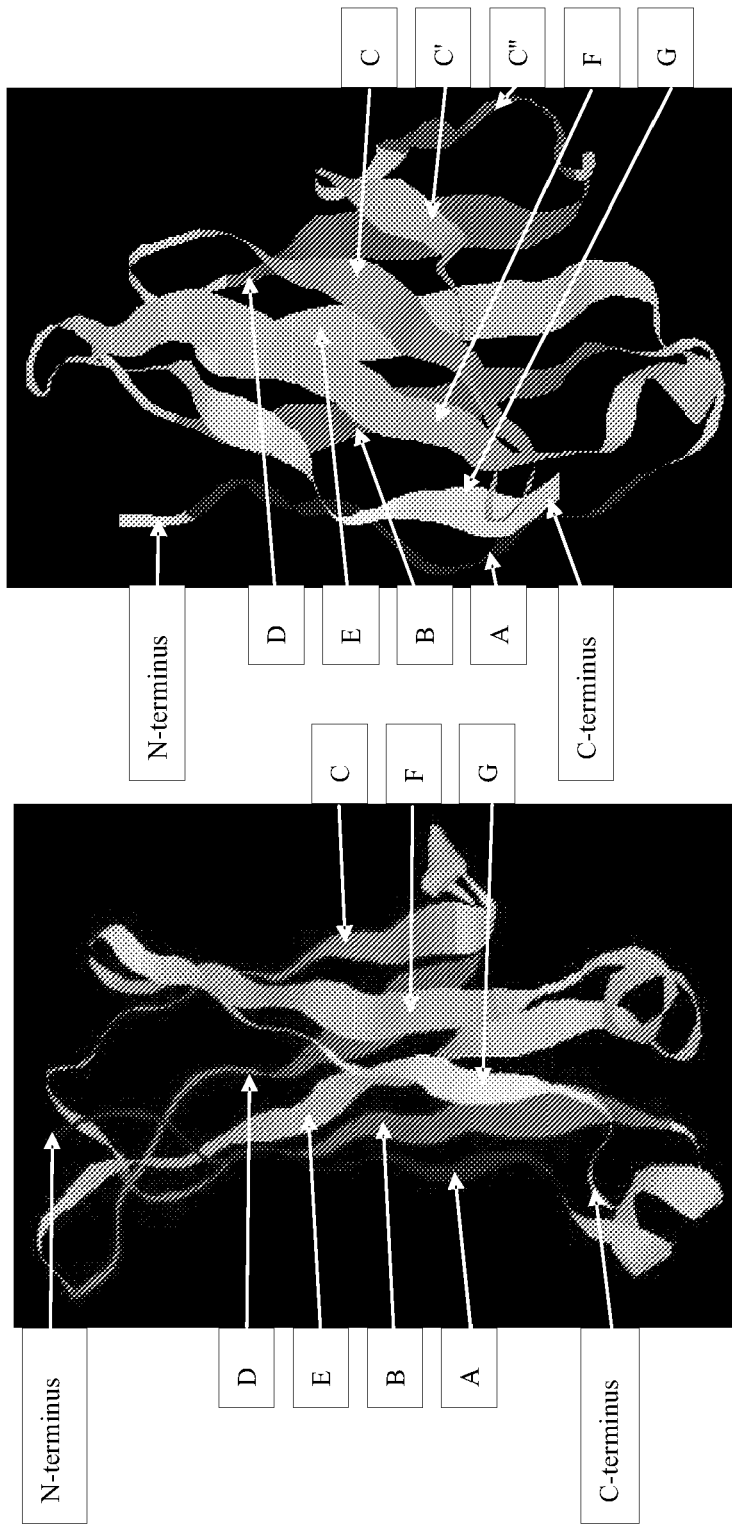 C
C'
C"
F
G
N-terminus
D
E
B
A
C-terminus
C
F
G
N-terminus
D
E
B
A
C-terminus